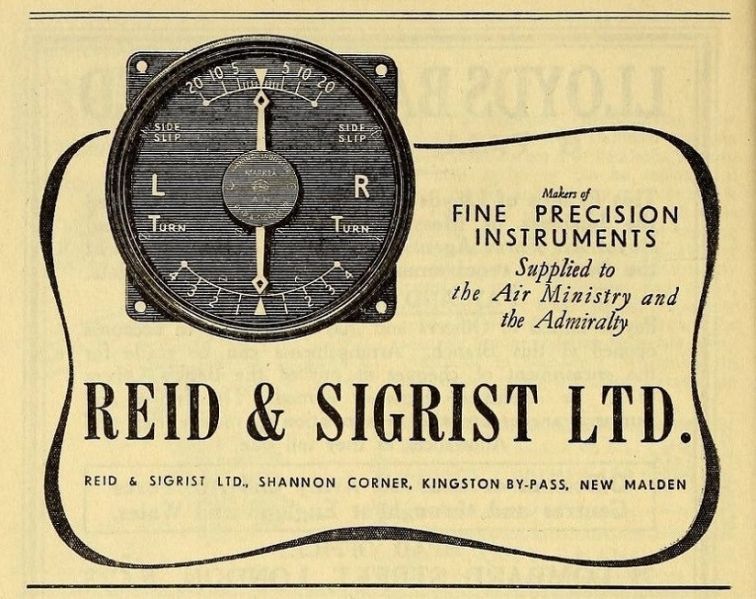 20 10 5 5 10 20
SIDE SLIP
SIDE SLIP
L R
TURN TURN
4 3 2 1 1 2 3 4
Makers of
FINE PRECISION
INSTRUMENTS
Supplied to
the Air Ministry and
the Admiralty
REID & SIGRIST LTD.
REID & SIGRIST LTD., SHANNON CORNER, KINGSTON BY-PASS, NEW MALDEN